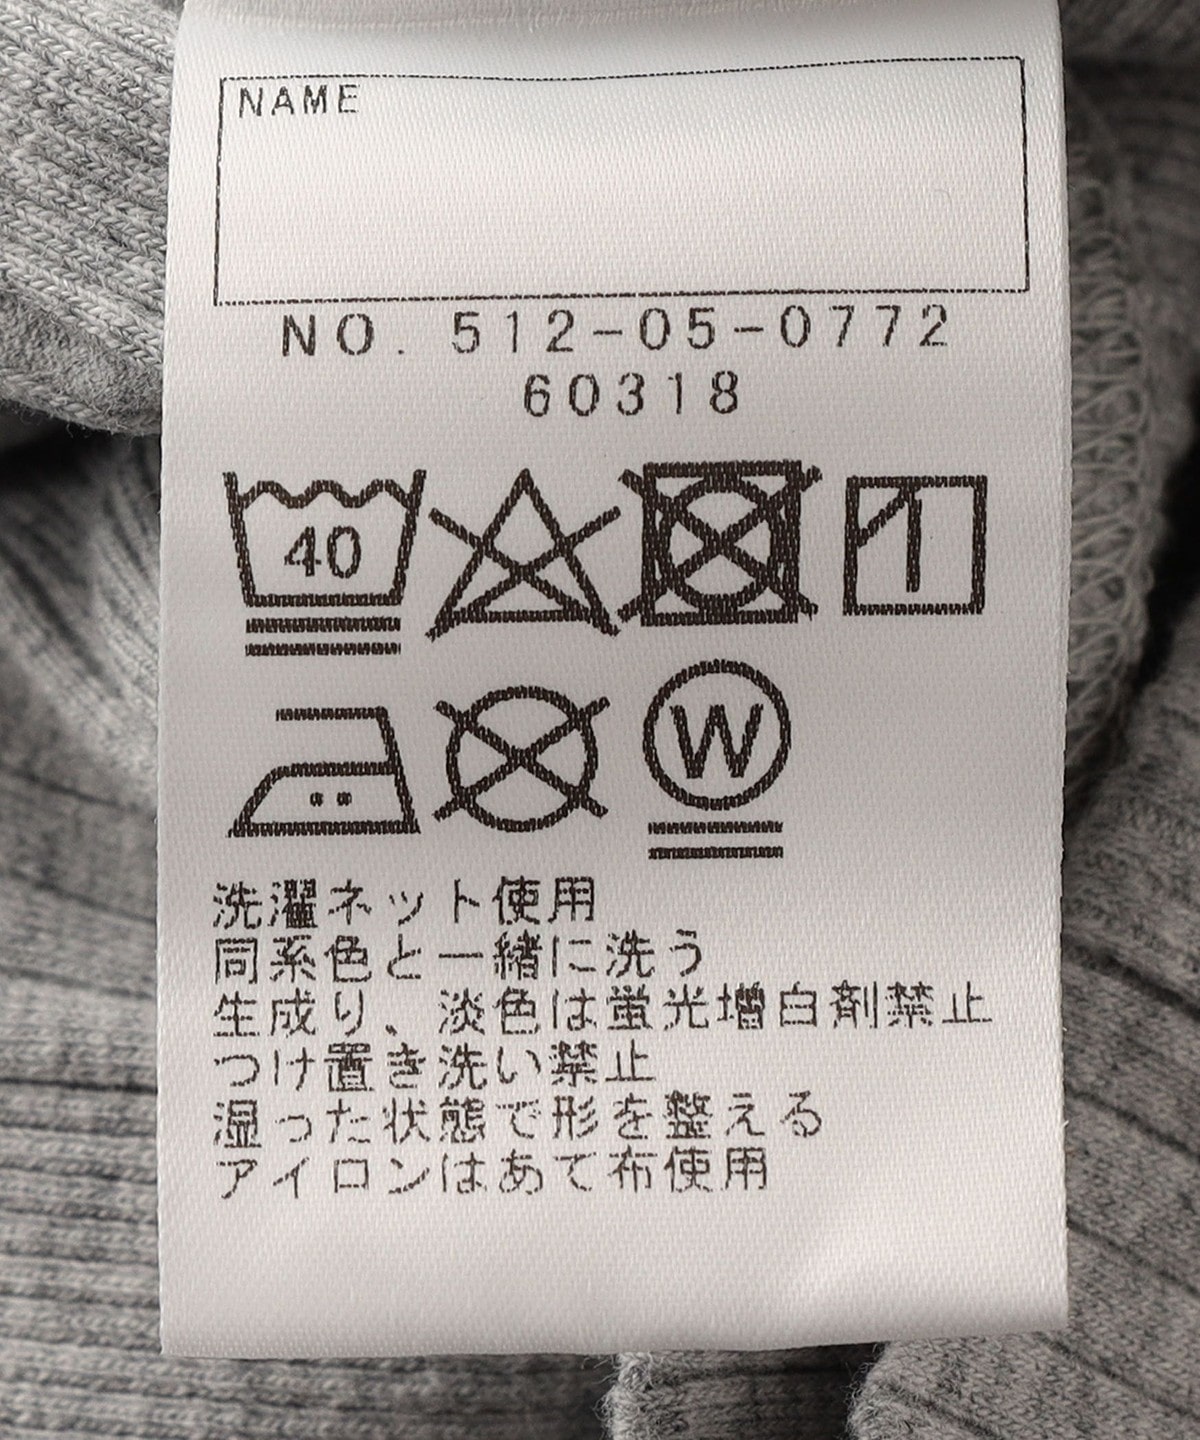 NAME
NO. 512-05-0772
60318
40
W
洗濯ネット使用
同系色と一緒に洗う
生成り、淡色は蛍光増白剤禁止
つけ置き洗い禁止
湿った状態で形を整える
アイロンはあて布使用